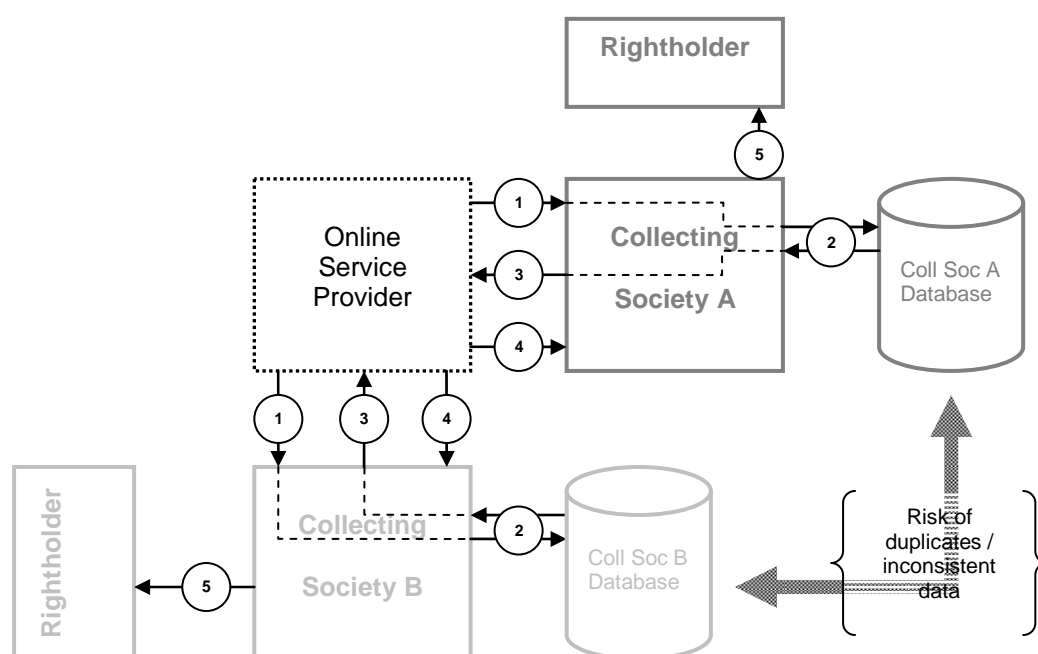 Rightholder
5
Online
Service
Provider
1
3
4
Collecting
Society A
2
Coll Soc A
Database
1
3
4
Rightholder
5
Collecting
Society B
2
Coll Soc B
Database
Risk of
duplicates /
inconsistent
data